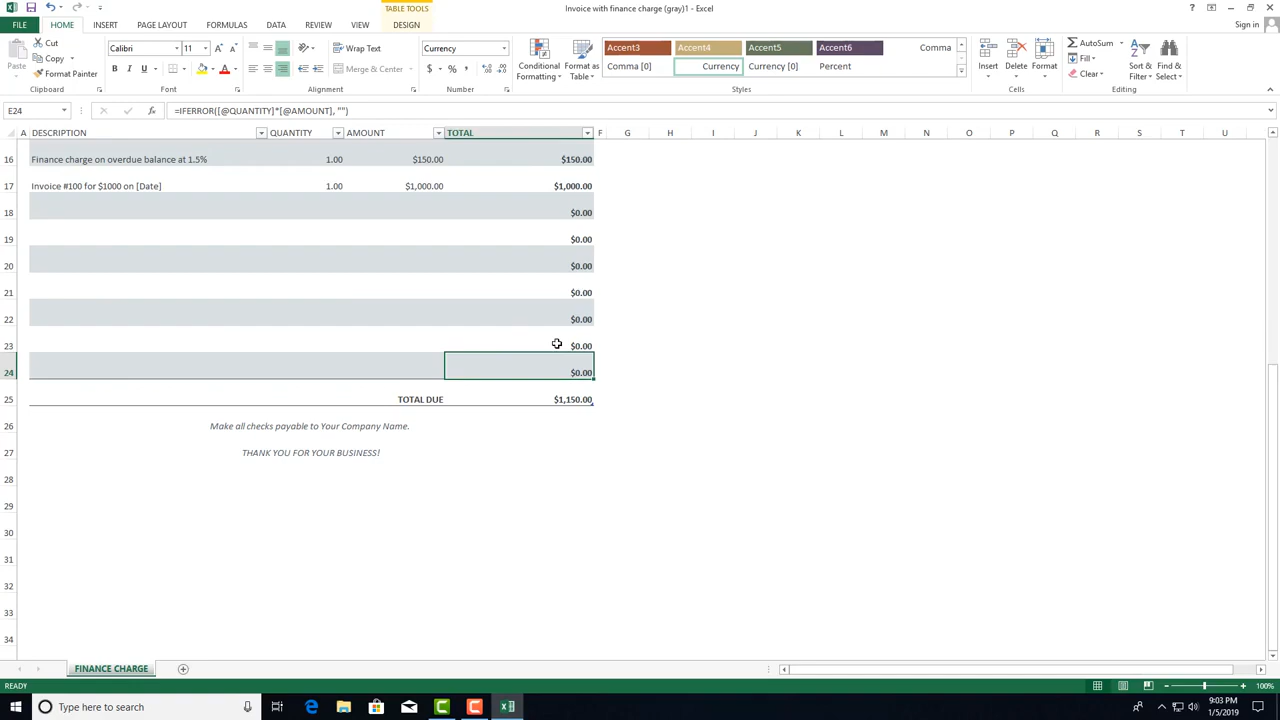 TABLE TOOLS
Invoice with finance charge (gray)1 - Excel
FILE HOME INSERT PAGE LAYOUT FORMULAS DATA REVIEW VIEW DESIGN Sign in
Paste
Cut
Copy
Format Painter
Clipboard
Calibri 11
B I U
Font
Wrap Text
Merge & Center
Alignment
Currency
$ % ,
Number
Conditional Formatting
Format as Table
Accent3 Accent4 Accent5 Accent6 Comma
Comma [0] Currency Currency [0] Percent
Styles
Insert Delete Format
Cells
AutoSum
Fill
Clear
Sort & Filter
Find & Select
Editing
E24 =IFERROR([@QUANTITY]*[@AMOUNT], "")
A DESCRIPTION QUANTITY AMOUNT TOTAL F G H I J K L M N O P Q R S T U
16 Finance charge on overdue balance at 1.5% 1.00 $150.00 $150.00
17 Invoice #100 for $1000 on [Date] 1.00 $1,000.00 $1,000.00
18 $0.00
19 $0.00
20 $0.00
21 $0.00
22 $0.00
23 $0.00
24 $0.00
25 TOTAL DUE $1,150.00
26 Make all checks payable to Your Company Name.
27 THANK YOU FOR YOUR BUSINESS!
28
29
30
31
32
33
34
FINANCE CHARGE
READY 100%
Type here to search
9:03 PM
1/5/2019